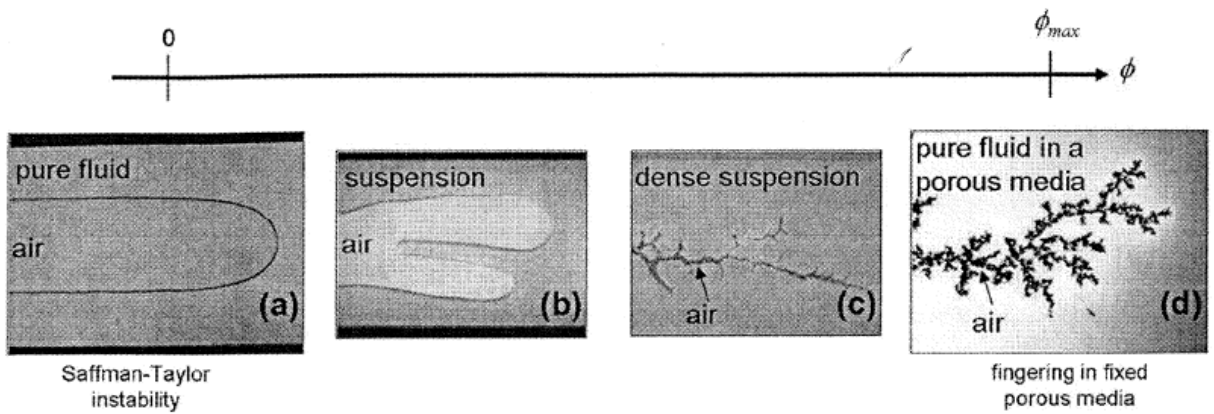 0
ϕmax
ϕ
pure fluid
air
(a)
Saffman-Taylor
instability
suspension
air
(b)
dense suspension
air
(c)
pure fluid in a
porous media
air
(d)
fingering in fixed
porous media